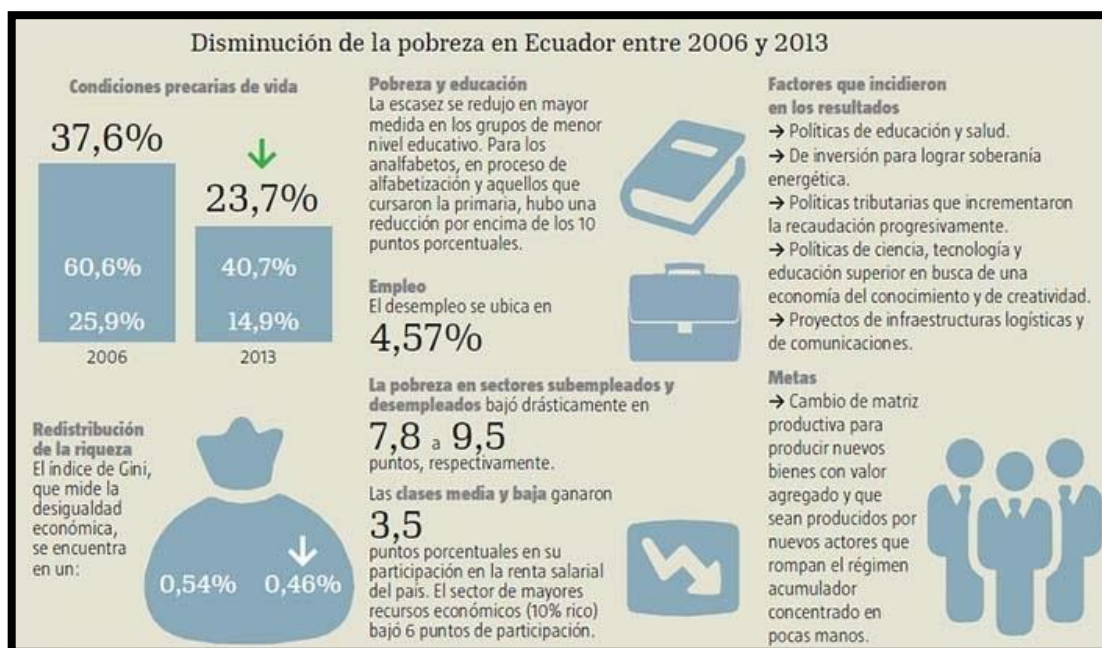 Disminución de la pobreza en Ecuador entre 2006 y 2013
Condiciones precarias de vida
37,6%
23,7%
60,6%
40,7%
25,9%
14,9%
2006
2013
Redistribución
de la riqueza
El índice de Gini,
que mide la
desigualdad
económica,
se encuentra
en un:
0,54%
0,46%
Pobreza y educación
La escasez se redujo en mayor
medida en los grupos de menor
nivel educativo. Para los
analfabetos, en proceso de
alfabetización y aquellos que
cursaron la primaria, hubo una
reducción por encima de los 10
puntos porcentuales.
Empleo
El desempleo se ubica en
4,57%
La pobreza en sectores subempleados y
desempleados bajó drásticamente en
7,8 a 9,5
puntos, respectivamente.
Las clases media y baja ganaron
3,5
puntos porcentuales en su
participación en la renta salarial
del país. El sector de mayores
recursos económicos (10% rico)
bajó 6 puntos de participación.
Factores que incidieron
en los resultados
→ Políticas de educación y salud.
→ De inversión para lograr soberanía
energética.
→ Políticas tributarias que incrementaron
la recaudación progresivamente.
→ Políticas de ciencia, tecnología y
educación superior en busca de una
economía del conocimiento y de creatividad.
→ Proyectos de infraestructuras logísticas y
de comunicaciones.
Metas
→ Cambio de matriz
productiva para
producir nuevos
bienes con valor
agregado y que
sean producidos por
nuevos actores que
rompan el régimen
acumulador
concentrado en
pocas manos.